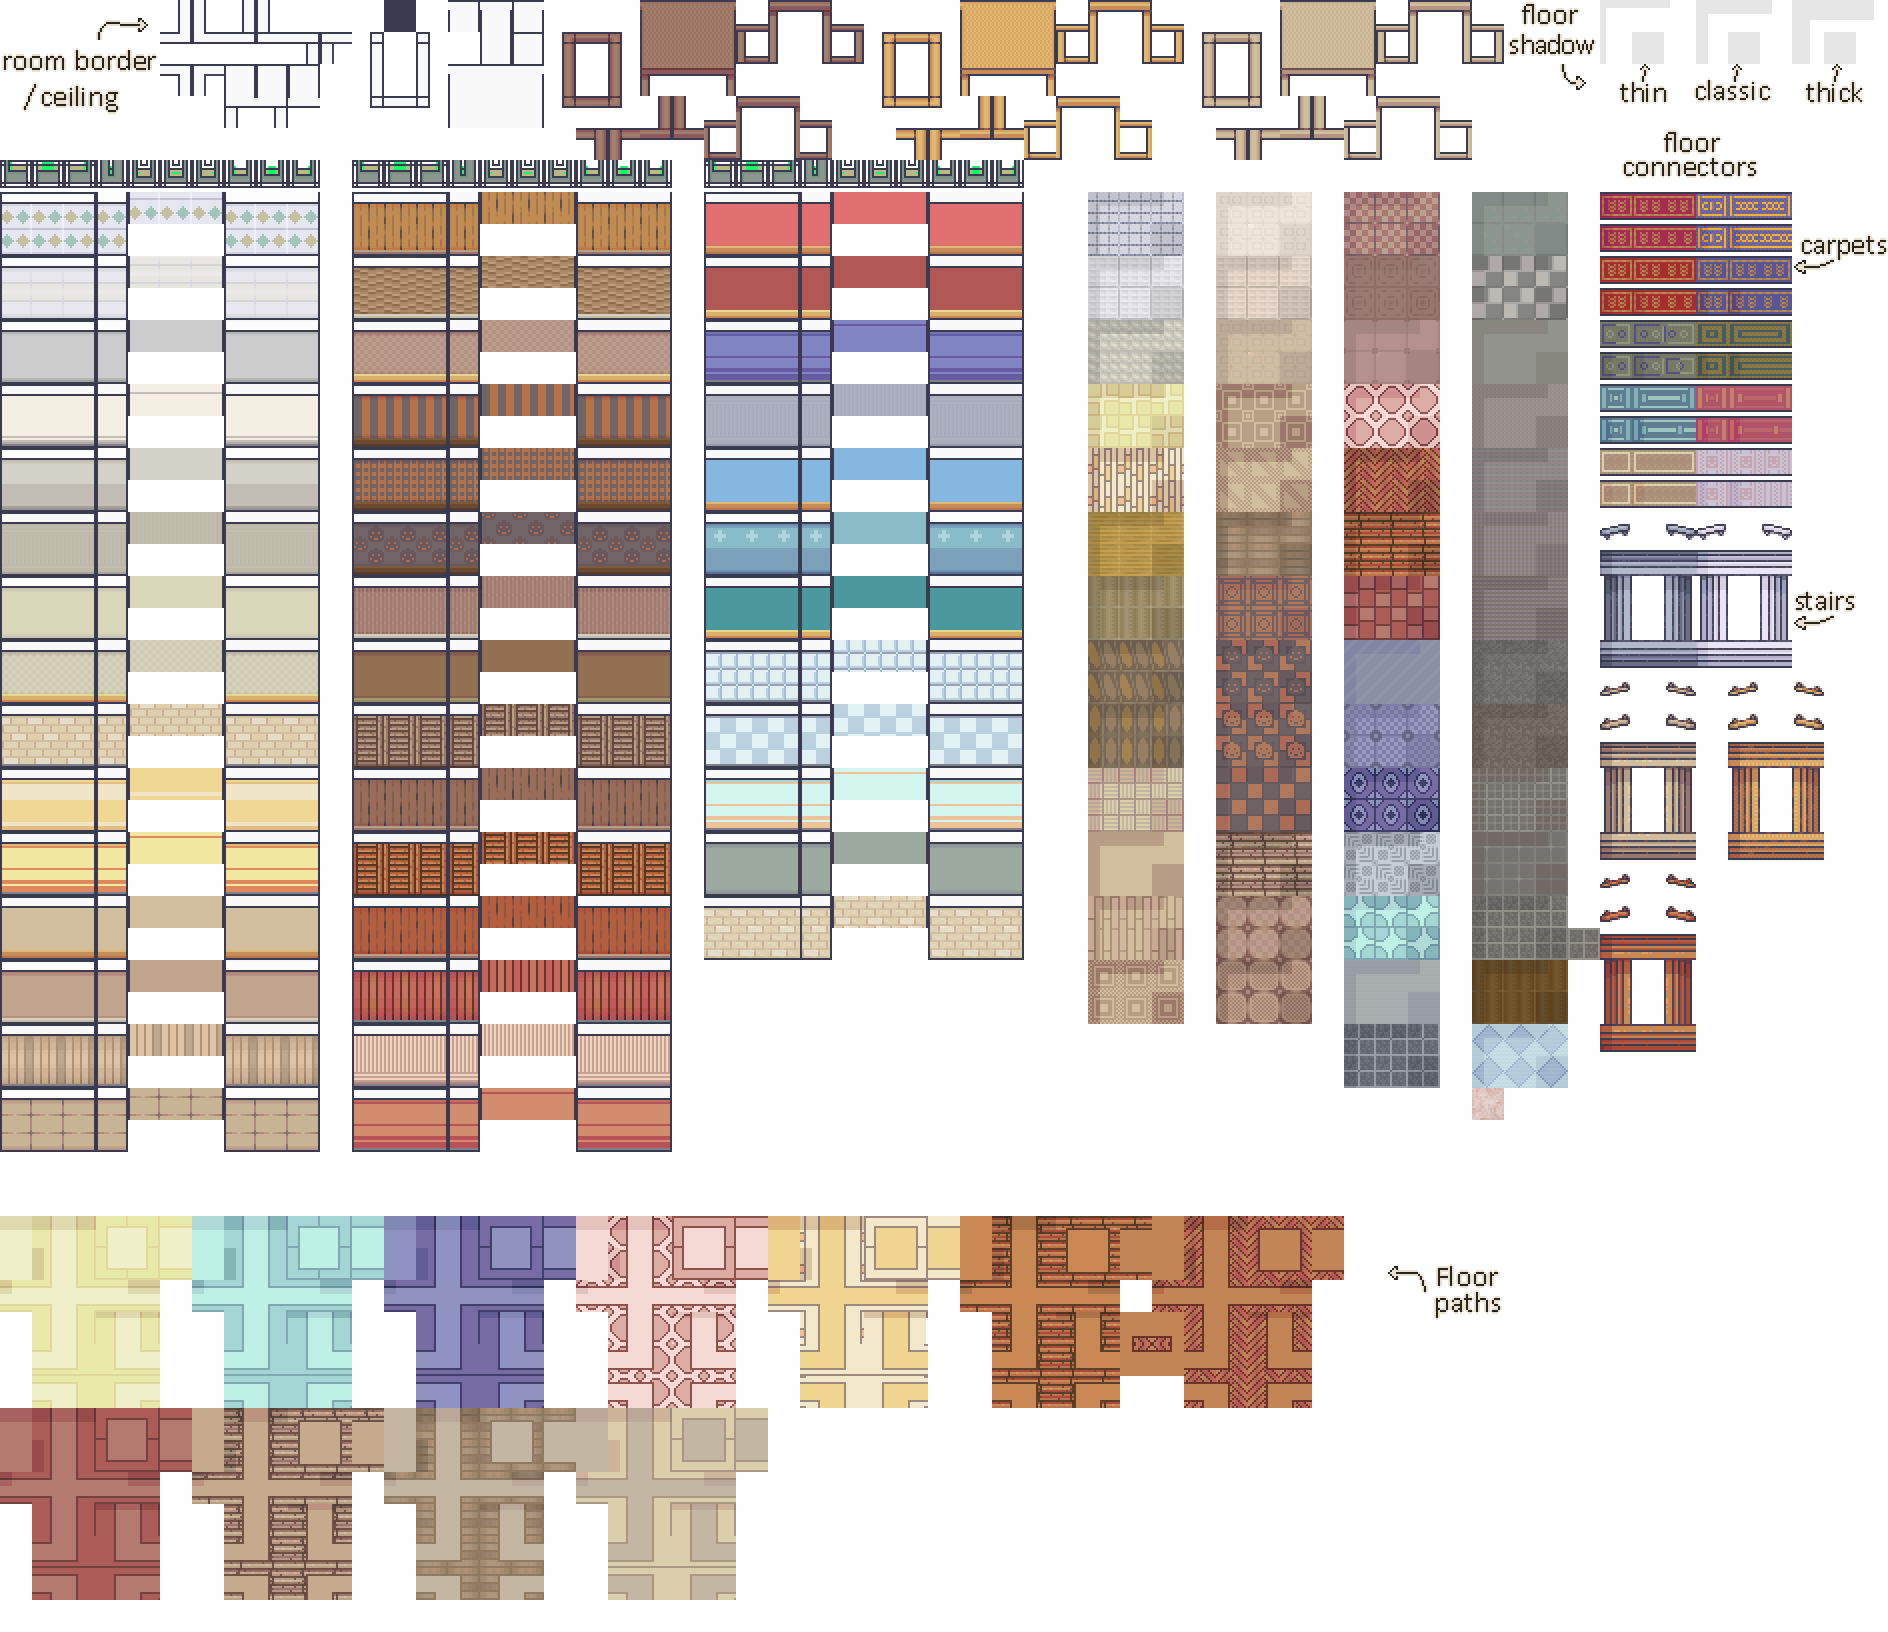 room border
/ceiling
floor
shadow
thin
classic
thick
floor
connectors
carpets
stairs
Floor
paths